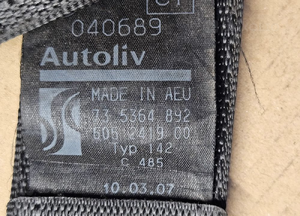 040689
Autoliv
MADE IN AEU
33 5364 892
605 2419 00
Typ 142
C 485
10.03.07